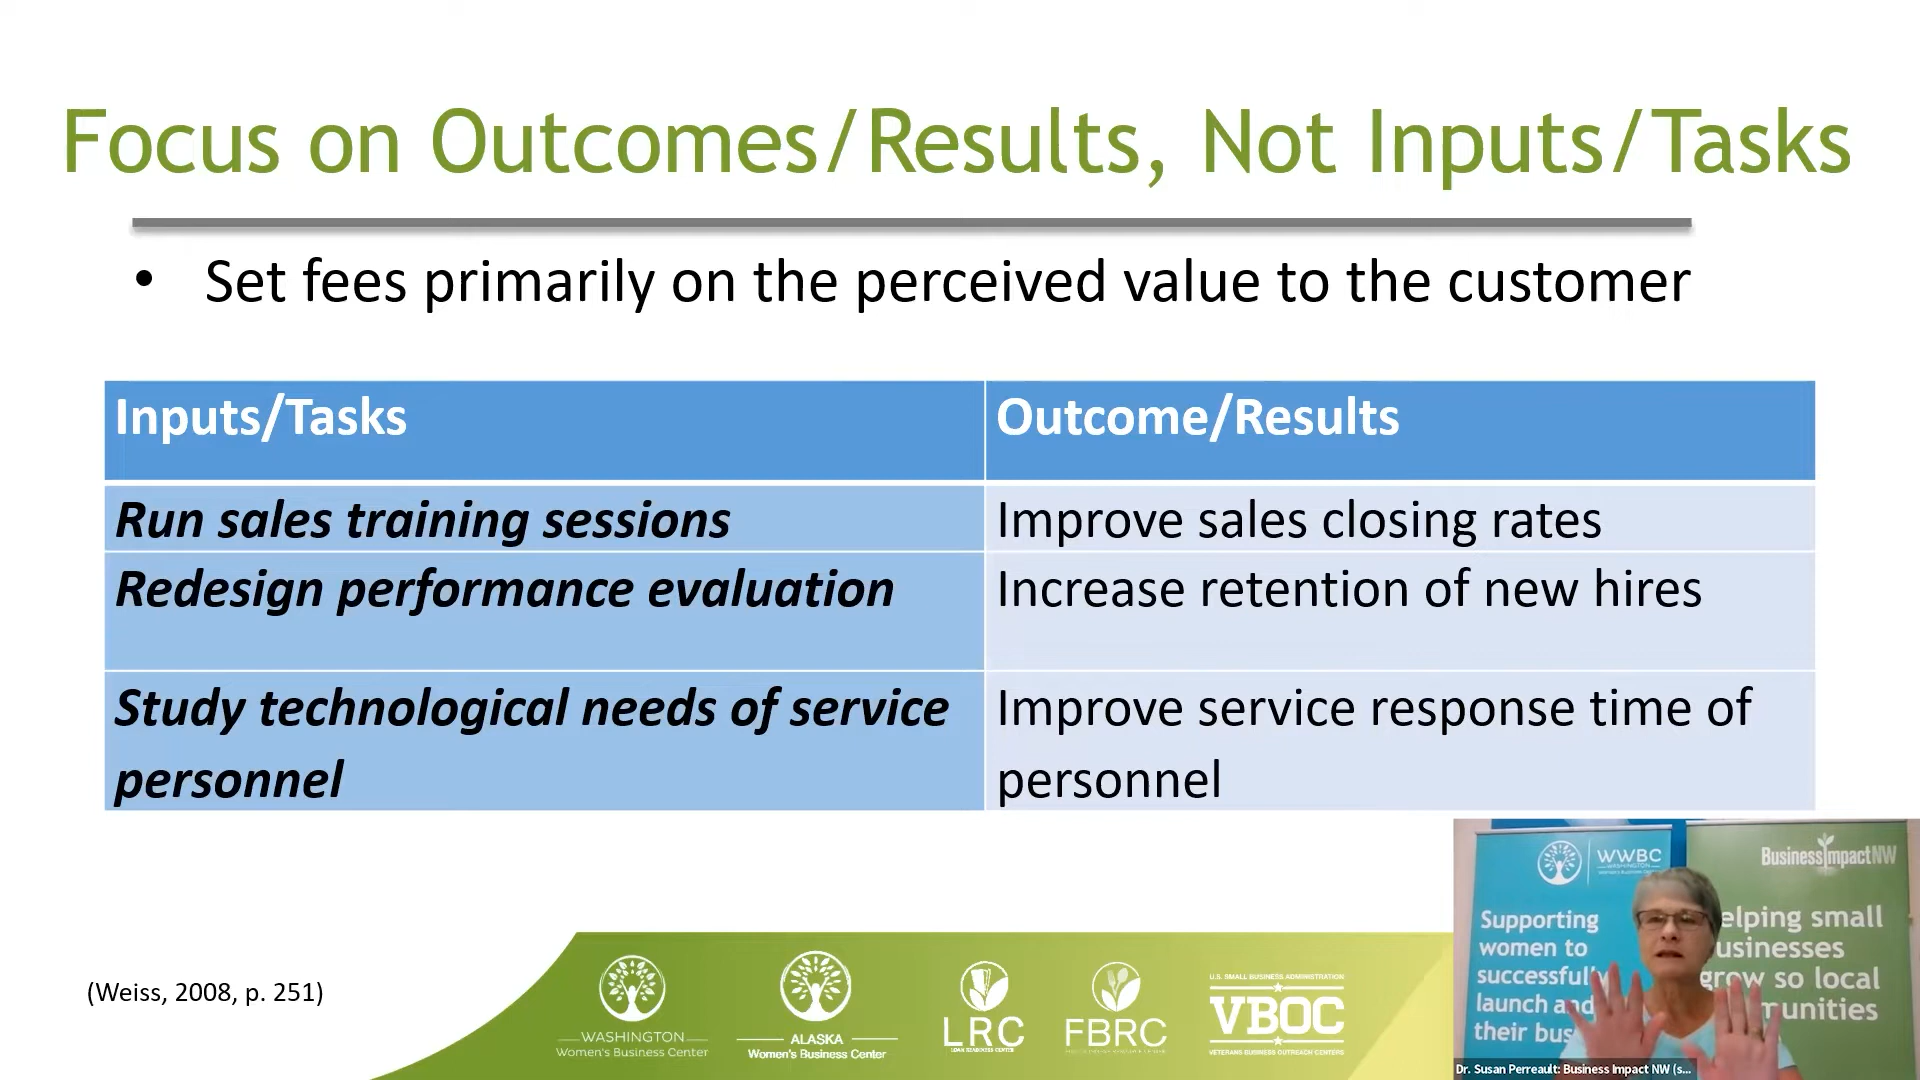 Focus on Outcomes/Results, Not Inputs/Tasks
• Set fees primarily on the perceived value to the customer
Inputs/Tasks
Outcome/Results
Run sales training sessions
Improve sales closing rates
Redesign performance evaluation
Increase retention of new hires
Study technological needs of service
personnel
Improve service response time of
personnel
(Weiss, 2008, p. 251)
WASHINGTON
Women's Business Center
ALASKA
Women's Business Center
LRC
FBRC
U.S. SMALL BUSINESS ADMINISTRATION
VBOC
VETERANS BUSINESS OUTREACH CENTERS
WWBC
WASHINGTON
Supporting
women to
successfully
launch and
their bus
BusinessImpactNW
elping small
usinesses
grow so local
munities
Dr. Susan Perreault: Business Impact NW (s...